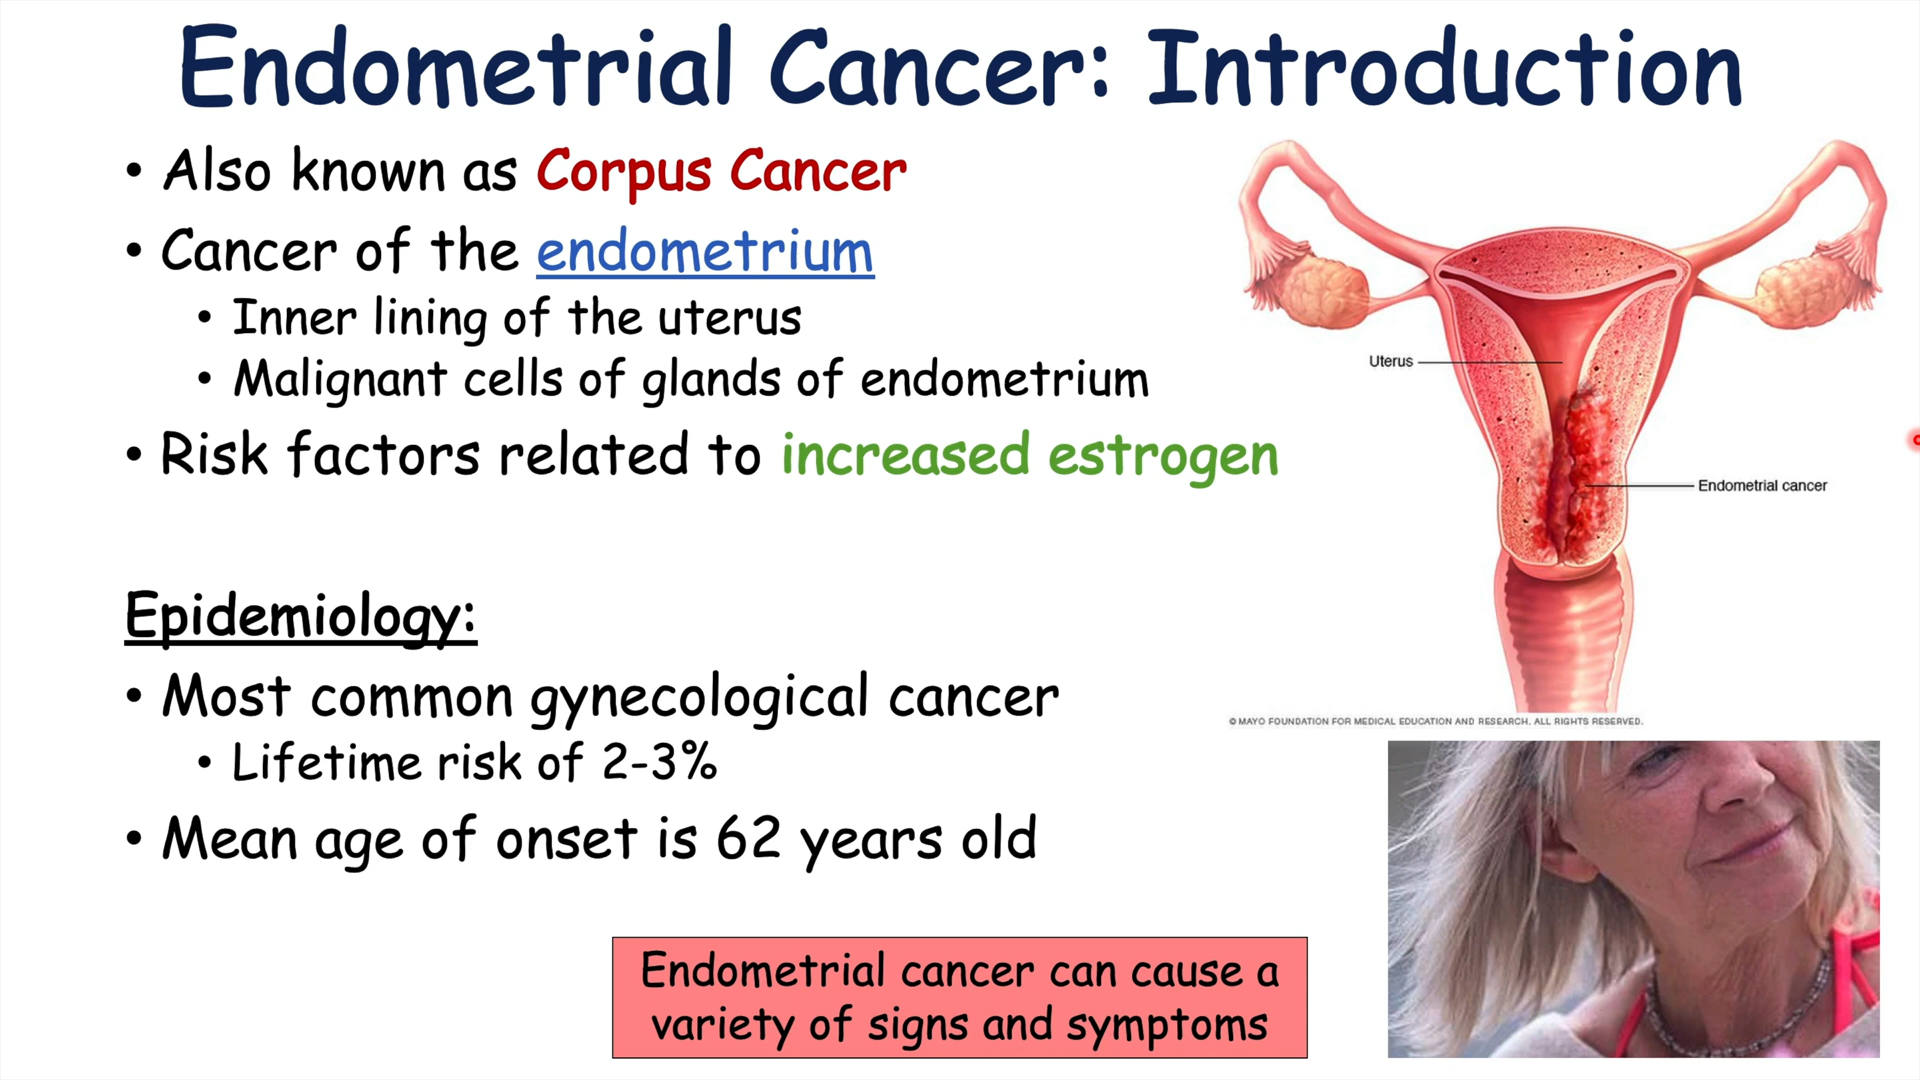 Endometrial Cancer: Introduction
• Also known as Corpus Cancer
• Cancer of the endometrium
• Inner lining of the uterus
• Malignant cells of glands of endometrium
• Risk factors related to increased estrogen
Epidemiology:
• Most common gynecological cancer
• Lifetime risk of 2-3%
• Mean age of onset is 62 years old
Endometrial cancer can cause a
variety of signs and symptoms
Uterus
Endometrial cancer
© MAYO FOUNDATION FOR MEDICAL EDUCATION AND RESEARCH. ALL RIGHTS RESERVED.